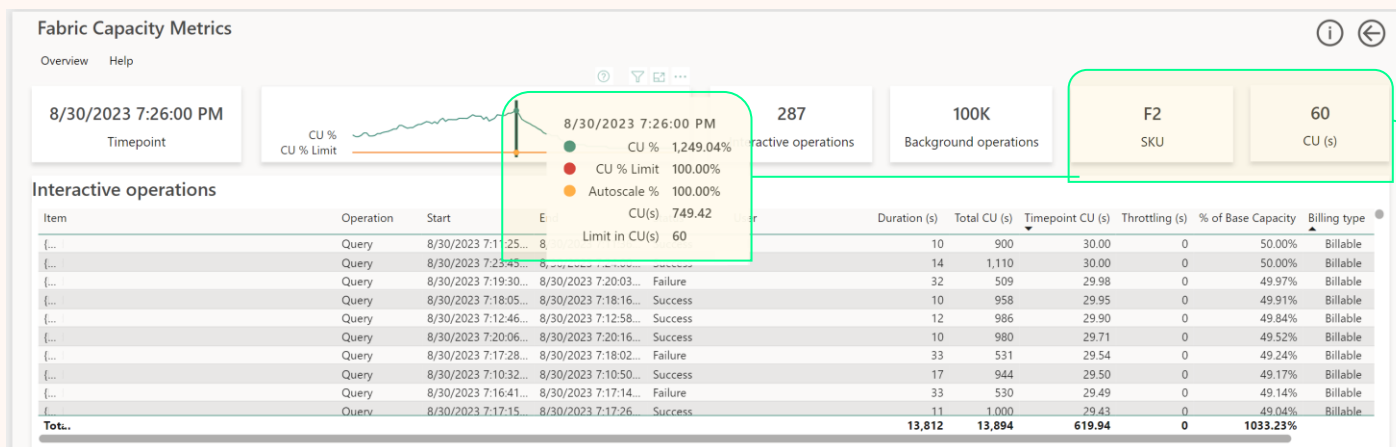 Fabric Capacity Metrics
Overview Help
8/30/2023 7:26:00 PM
Timepoint
CU %
CU % Limit
8/30/2023 7:26:00 PM
CU % 1,249.04%
CU % Limit 100.00%
Autoscale % 100.00%
CU(s) 749.42
Limit in CU(s) 60
287
operations
100K
Background operations
F2
SKU
60
CU (s)
Interactive operations
Item Operation Start Duration (s) Total CU (s) Timepoint CU (s) Throttling (s) % of Base Capacity Billing type
{... Query 8/30/2023 7:11:25... 10 900 30.00 0 50.00% Billable
{... Query 8/30/2023 7:23:45... 14 1,110 30.00 0 50.00% Billable
{... Query 8/30/2023 7:19:30... 8/30/2023 7:20:03... Failure 32 509 29.98 0 49.97% Billable
{... Query 8/30/2023 7:18:05... 8/30/2023 7:18:16... Success 10 958 29.95 0 49.91% Billable
{... Query 8/30/2023 7:12:46... 8/30/2023 7:12:58... Success 12 986 29.90 0 49.84% Billable
{... Query 8/30/2023 7:20:06... 8/30/2023 7:20:16... Success 10 980 29.71 0 49.52% Billable
{... Query 8/30/2023 7:17:28... 8/30/2023 7:18:02... Failure 33 531 29.54 0 49.24% Billable
{... Query 8/30/2023 7:10:32... 8/30/2023 7:10:50... Success 17 944 29.50 0 49.17% Billable
{... Query 8/30/2023 7:16:41... 8/30/2023 7:17:14... Failure 33 530 29.49 0 49.14% Billable
{... Query 8/30/2023 7:17:15... 8/30/2023 7:17:26... Success 11 1,000 29.43 0 49.04% Billable
Tot... 13,812 13,894 619.94 0 1033.23%